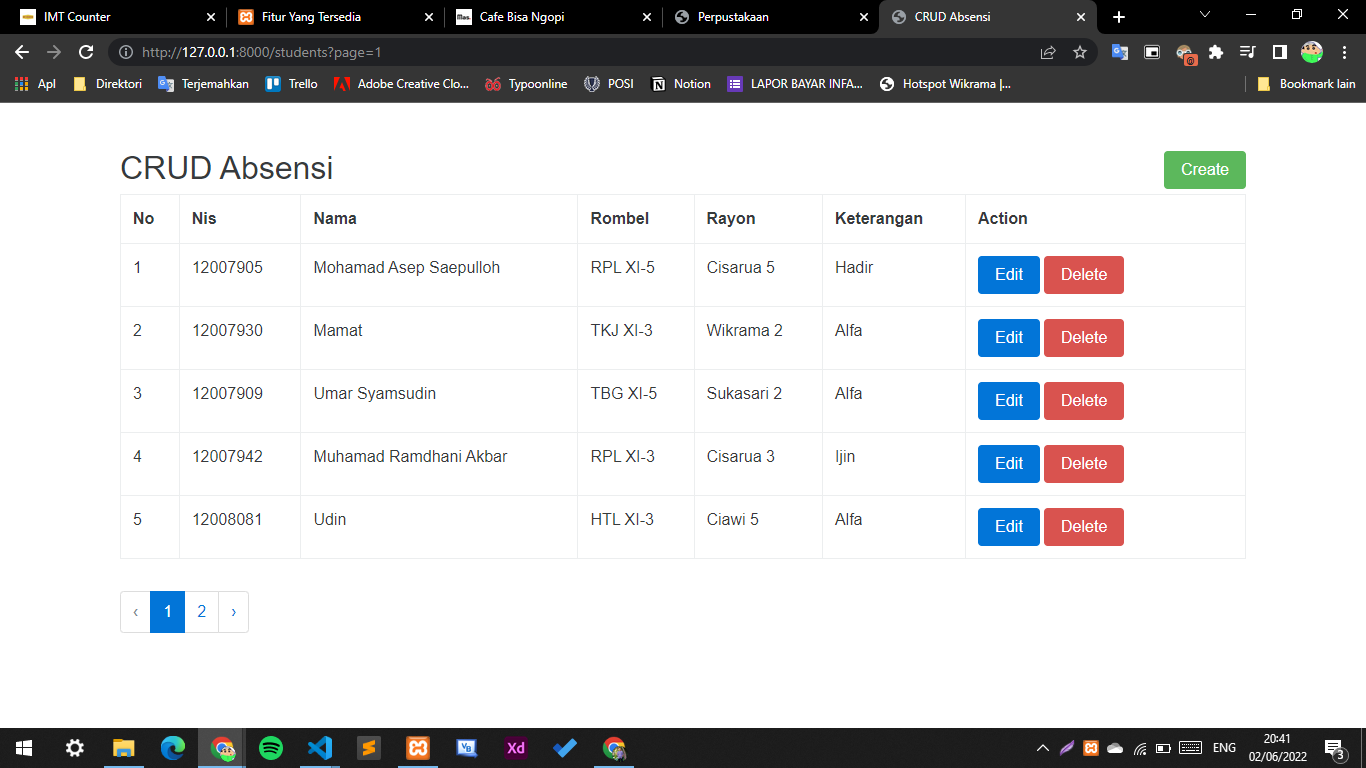 IMT Counter Fitur Yang Tersedia Mas. Cafe Bisa Ngopi Perpustakaan CRUD Absensi
http://127.0.0.1:8000/students?page=1
Apl Direktori Terjemahkan Trello Adobe Creative Clo... Typoonline POSI Notion LAPOR BAYAR INFA... Hotspot Wikrama |... Bookmark lain
CRUD Absensi Create
No Nis Nama Rombel Rayon Keterangan Action
1 12007905 Mohamad Asep Saepulloh RPL XI-5 Cisarua 5 Hadir Edit Delete
2 12007930 Mamat TKJ XI-3 Wikrama 2 Alfa Edit Delete
3 12007909 Umar Syamsudin TBG XI-5 Sukasari 2 Alfa Edit Delete
4 12007942 Muhamad Ramdhani Akbar RPL XI-3 Cisarua 3 Ijin Edit Delete
5 12008081 Udin HTL XI-3 Ciawi 5 Alfa Edit Delete
‹ 1 2 ›
Xd ENG 20:41
02/06/2022 3